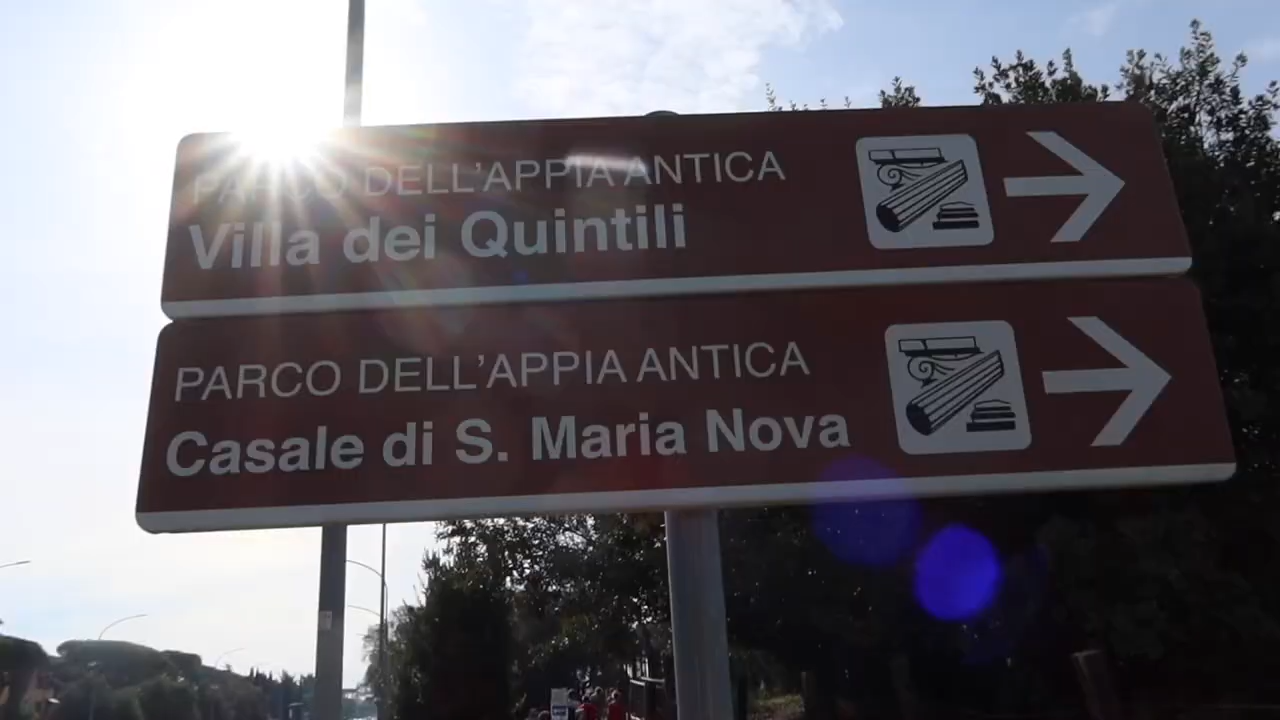 PARCO DELL'APPIA ANTICA
Villa dei Quintili
PARCO DELL'APPIA ANTICA
Casale di S. Maria Nova